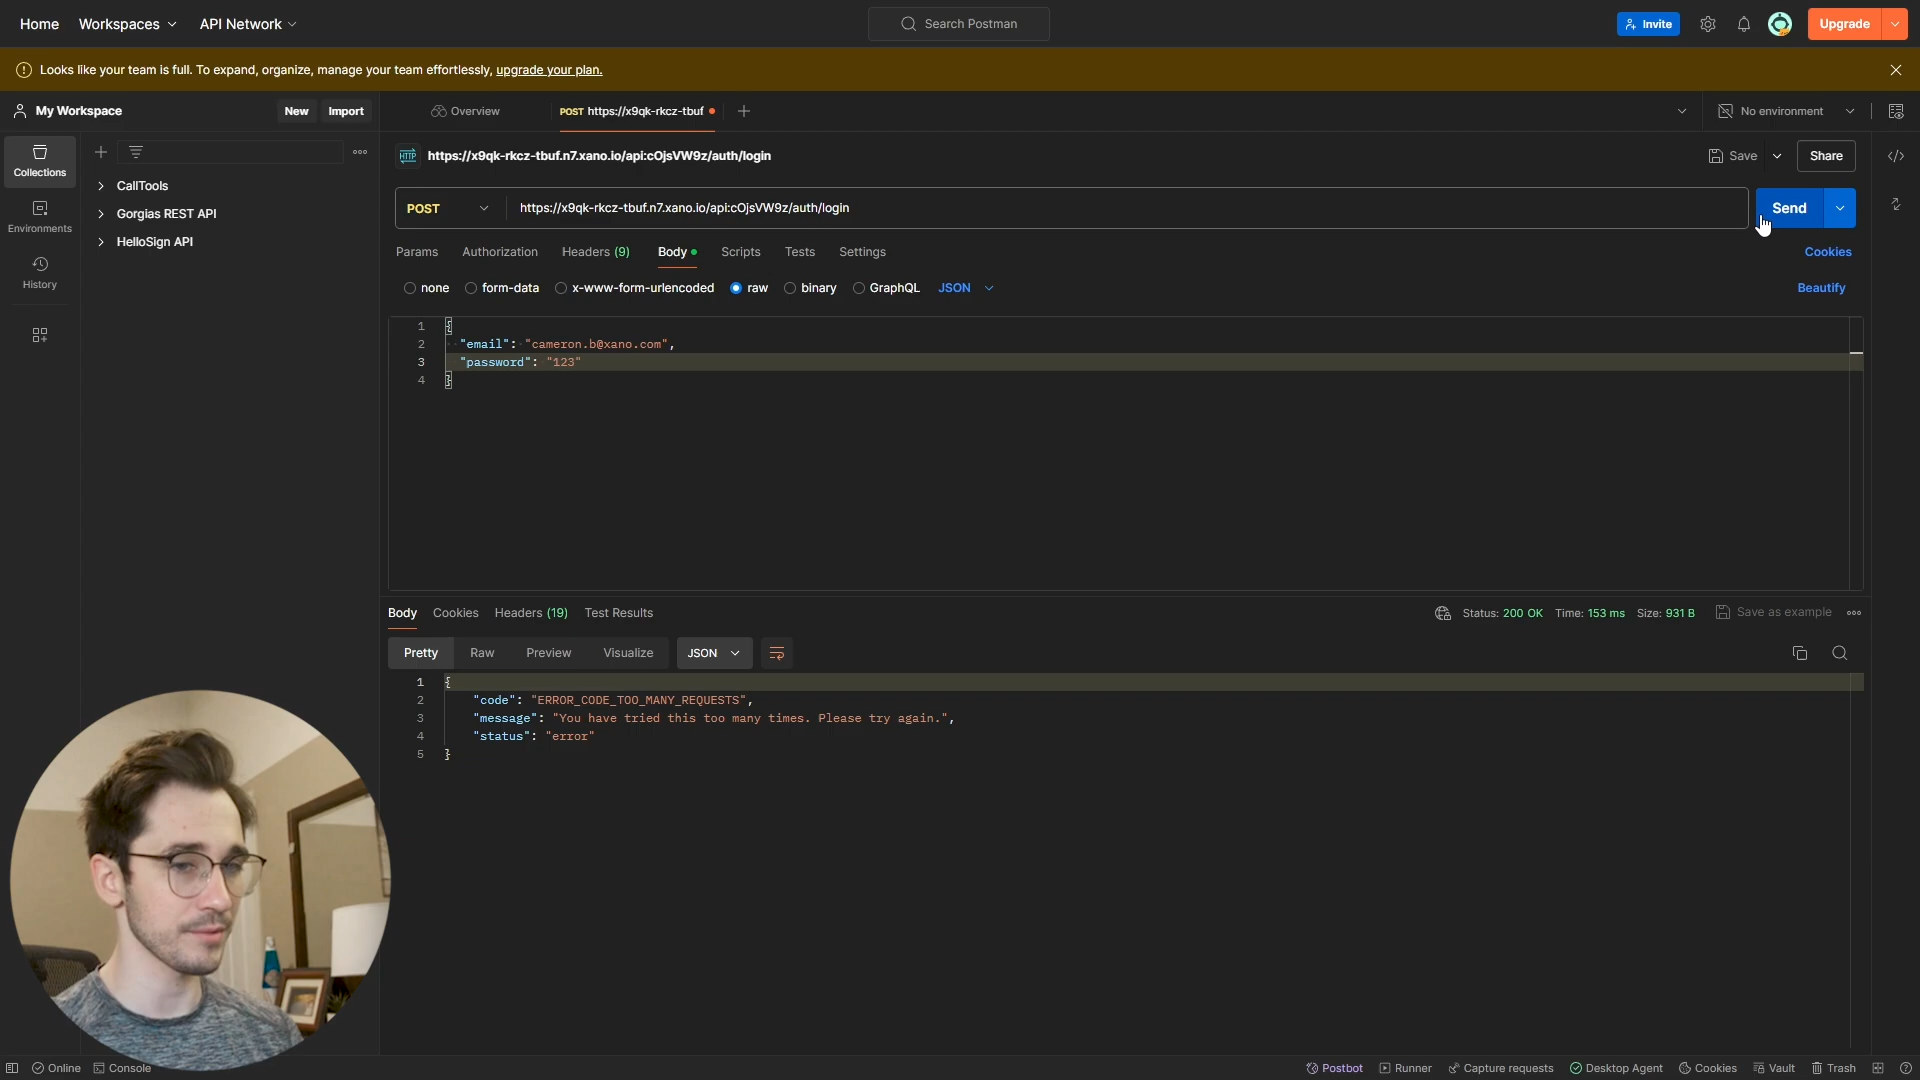 Home Workspaces API Network Search Postman Invite Upgrade
Looks like your team is full. To expand, organize, manage your team effortlessly, upgrade your plan.
My Workspace New Import Overview POST https://x9qk-rkcz-tbuf No environment
Collections
Environments
History
CallTools
Gorgias REST API
HelloSign API
HTTP https://x9qk-rkcz-tbuf.n7.xano.io/api:cOjsVW9z/auth/login Save Share
POST https://x9qk-rkcz-tbuf.n7.xano.io/api:cOjsVW9z/auth/login Send
Params Authorization Headers (9) Body Scripts Tests Settings Cookies
none form-data x-www-form-urlencoded raw binary GraphQL JSON Beautify
1 {
2 "email": "cameron.b@xano.com",
3 "password": "123"
4 }
Body Cookies Headers (19) Test Results Status: 200 OK Time: 153 ms Size: 931 B Save as example
Pretty Raw Preview Visualize JSON
1 {
2 "code": "ERROR_CODE_TOO_MANY_REQUESTS",
3 "message": "You have tried this too many times. Please try again.",
4 "status": "error"
5 }
Online Console Postbot Runner Capture requests Desktop Agent Cookies Vault Trash